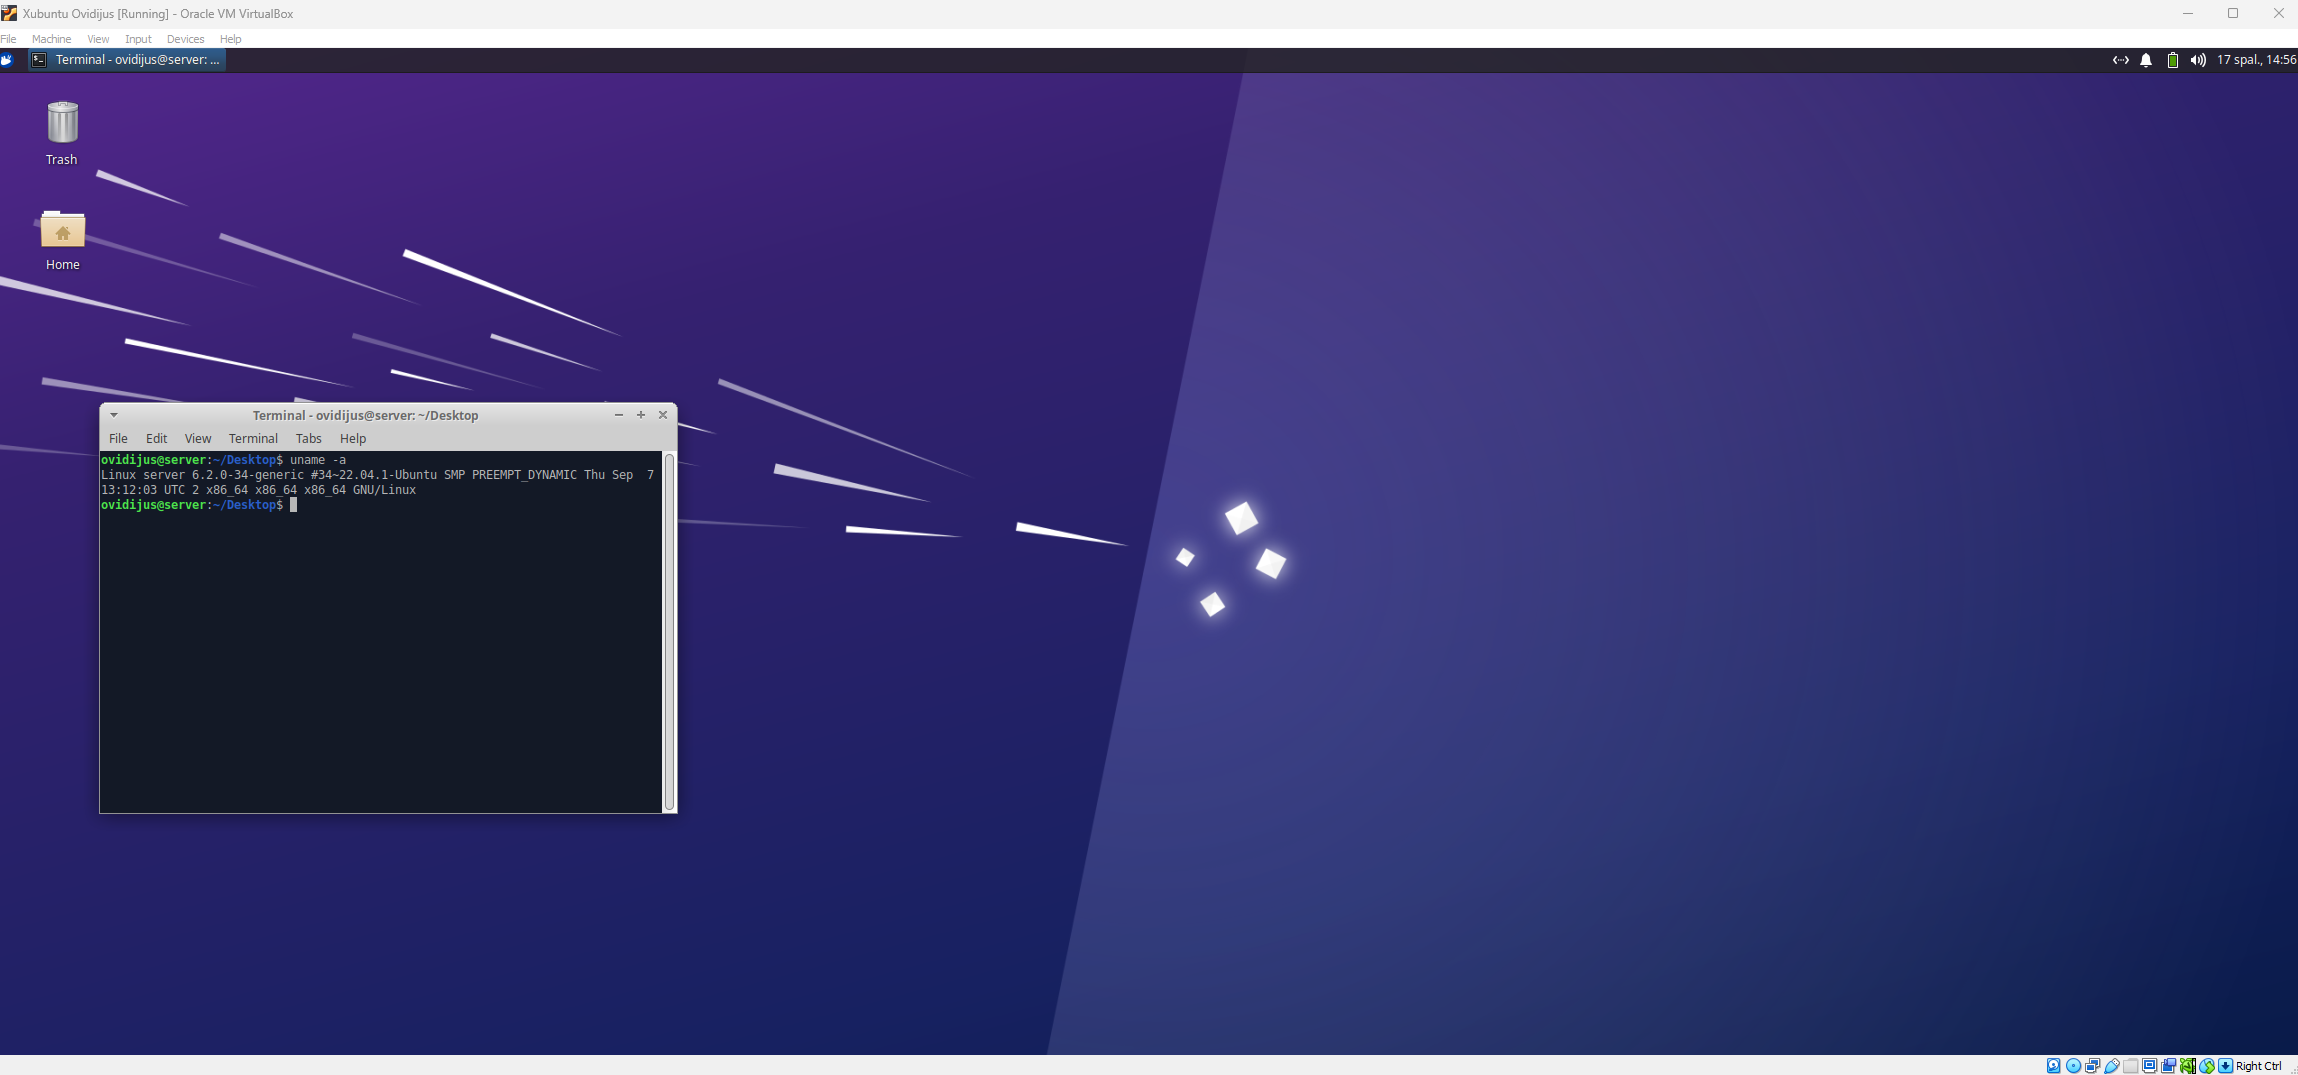 Xubuntu Ovidijus [Running] - Oracle VM VirtualBox
File Machine View Input Devices Help
Terminal - ovidijus@server: ...
17 spal., 14:56
Trash
Home
Terminal - ovidijus@server: ~/Desktop
File Edit View Terminal Tabs Help
ovidijus@server:~/Desktop$ uname -a
Linux server 6.2.0-34-generic #34~22.04.1-Ubuntu SMP PREEMPT_DYNAMIC Thu Sep  7
13:12:03 UTC 2 x86_64 x86_64 x86_64 GNU/Linux
ovidijus@server:~/Desktop$
Right Ctrl